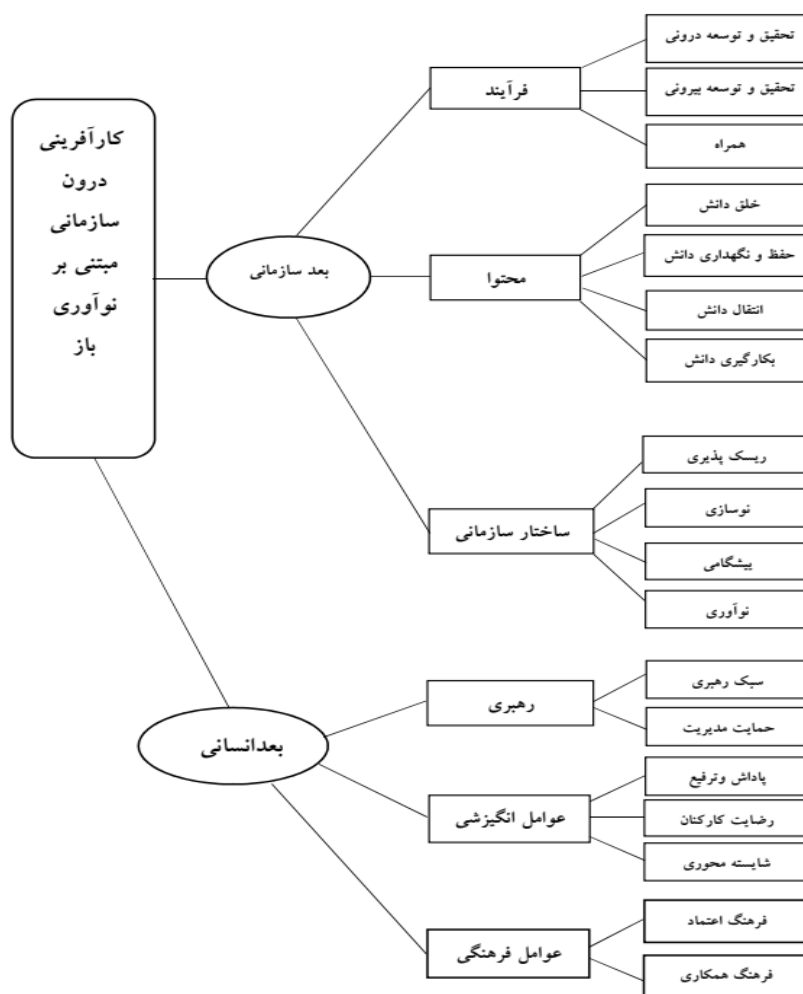 کارآفرینی
درون
سازمانی
مبتنی بر
نوآوری
باز
بعد سازمانی
فرآیند
تحقیق و توسعه درونی
تحقیق و توسعه بیرونی
همراه
محتوا
خلق دانش
حفظ و نگهداری دانش
انتقال دانش
بکارگیری دانش
ساختار سازمانی
ریسک پذیری
نوسازی
پیشگامی
نوآوری
بعدانسانی
رهبری
سبک رهبری
حمایت مدیریت
عوامل انگیزشی
پاداش وترفیع
رضایت کارکنان
شایسته محوری
عوامل فرهنگی
فرهنگ اعتماد
فرهنگ همکاری